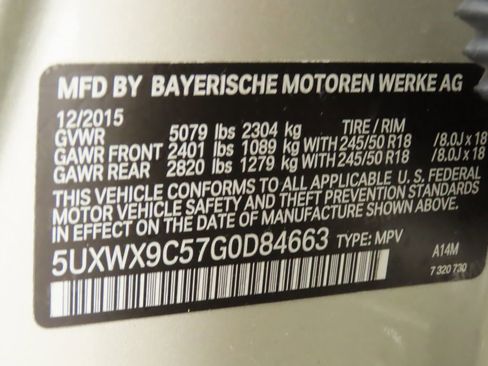 MFD BY BAYERISCHE MOTOREN WERKE AG
12/2015
GVWR 5079 lbs 2304 kg TIRE / RIM
GAWR FRONT 2401 lbs 1089 kg WITH 245/50 R18 /8.0J x 18
GAWR REAR 2820 lbs 1279 kg WITH 245/50 R18 /8.0J x 18
THIS VEHICLE CONFORMS TO ALL APPLICABLE U. S. FEDERAL
MOTOR VEHICLE SAFETY AND THEFT PREVENTION STANDARDS
IN EFFECT ON THE DATE OF MANUFACTURE SHOWN ABOVE.
5UXWX9C57G0D84663 TYPE: MPV
A14M
7 320 730